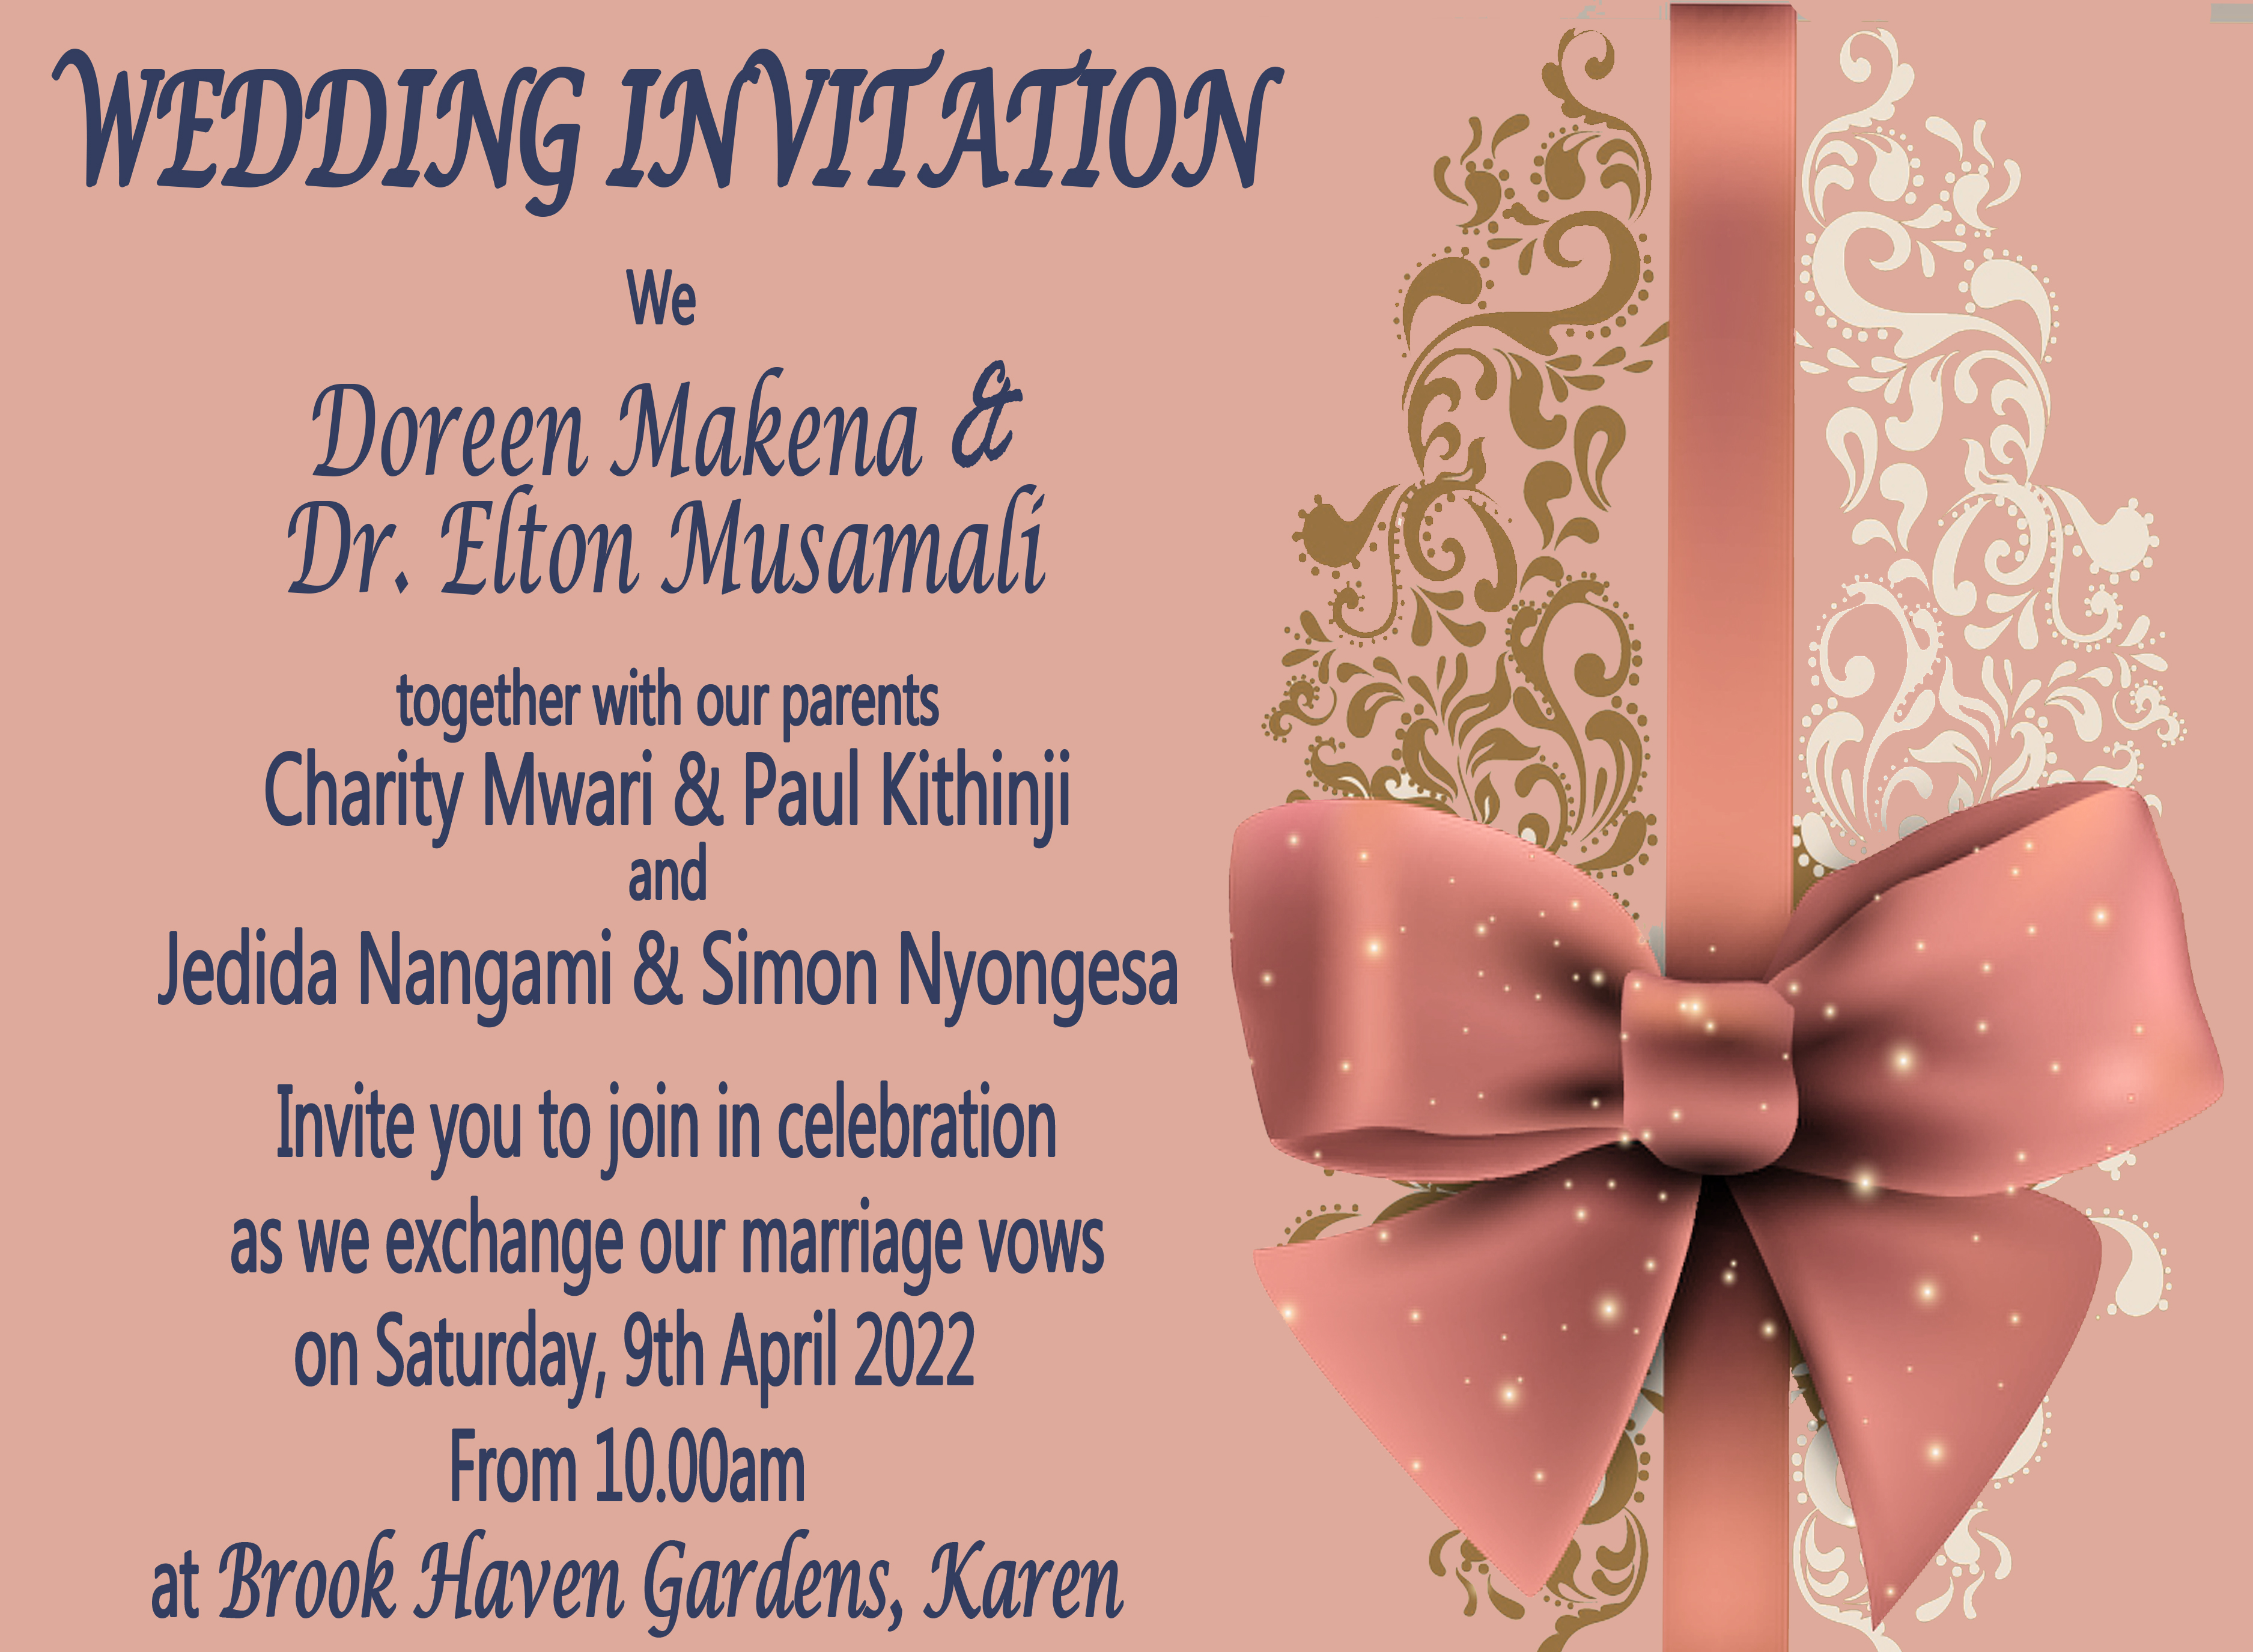 WEDDING INVITATION
We
Doreen Makena &
Dr. Elton Musamali
together with our parents
Charity Mwari & Paul Kithinji
and
Jedida Nangami & Simon Nyongesa
Invite you to join in celebration
as we exchange our marriage vows
on Saturday, 9th April 2022
From 10.00am
at Brook Haven Gardens, Karen